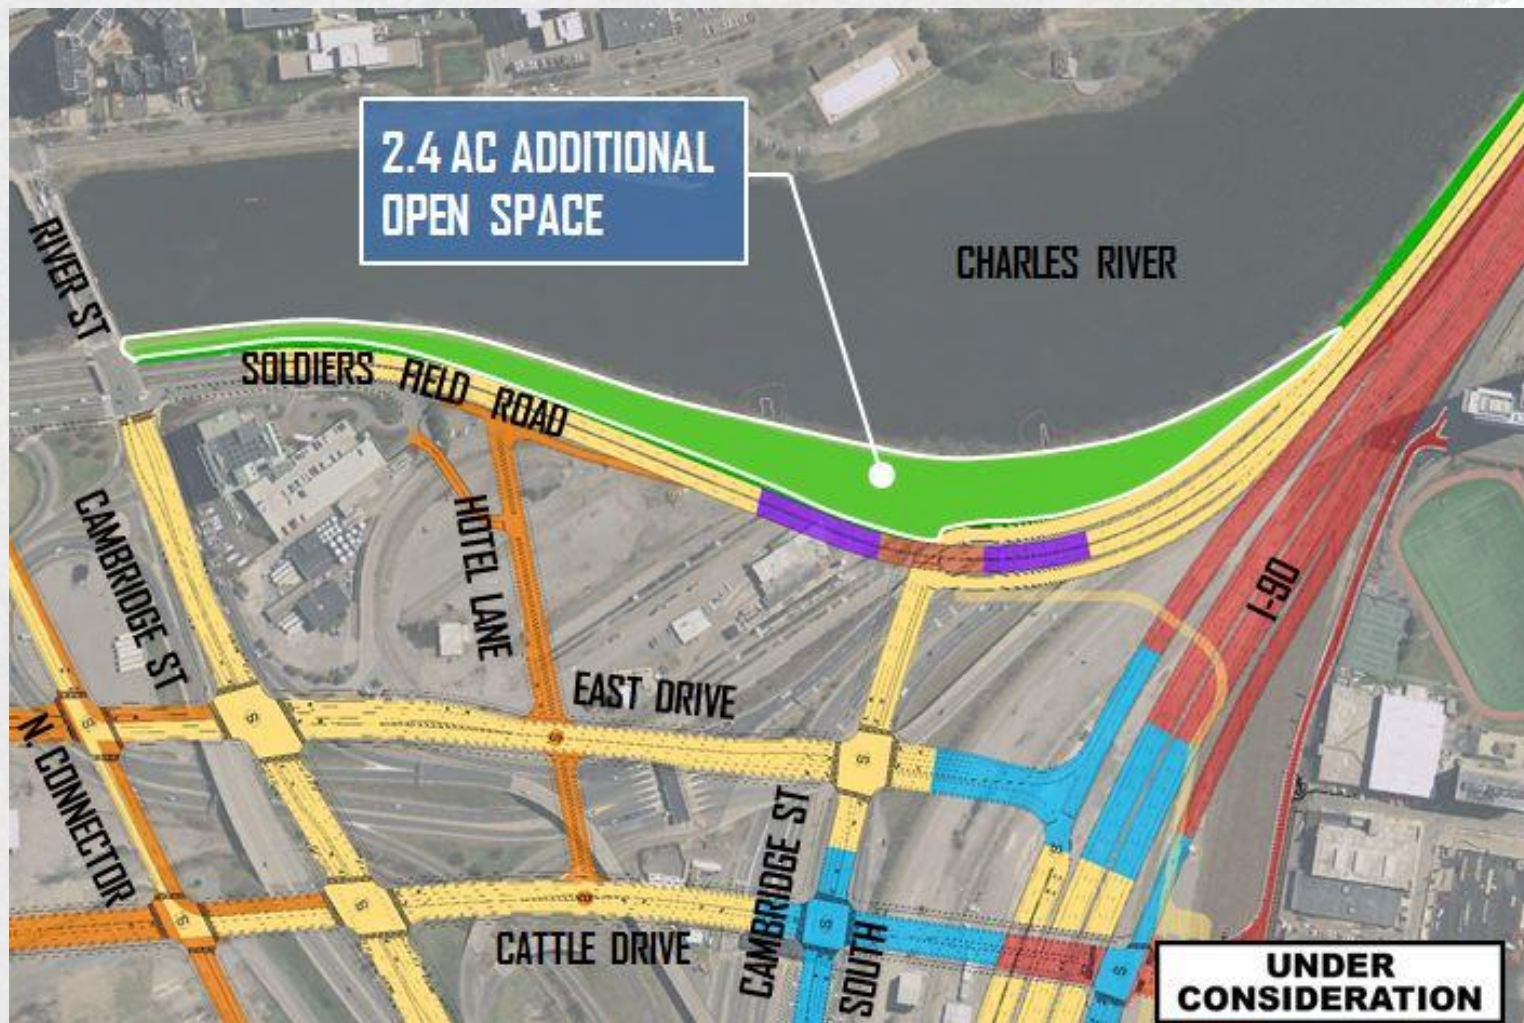 2.4 AC ADDITIONAL
OPEN SPACE
RIVER ST
CHARLES RIVER
SOLDIERS FIELD ROAD
CAMBRIDGE ST
HOTEL LANE
I-90
EAST DRIVE
N. CONNECTOR
CAMBRIDGE ST
SOUTH
CATTLE DRIVE
S
S
S
S
S
S
S
S
UNDER
CONSIDERATION